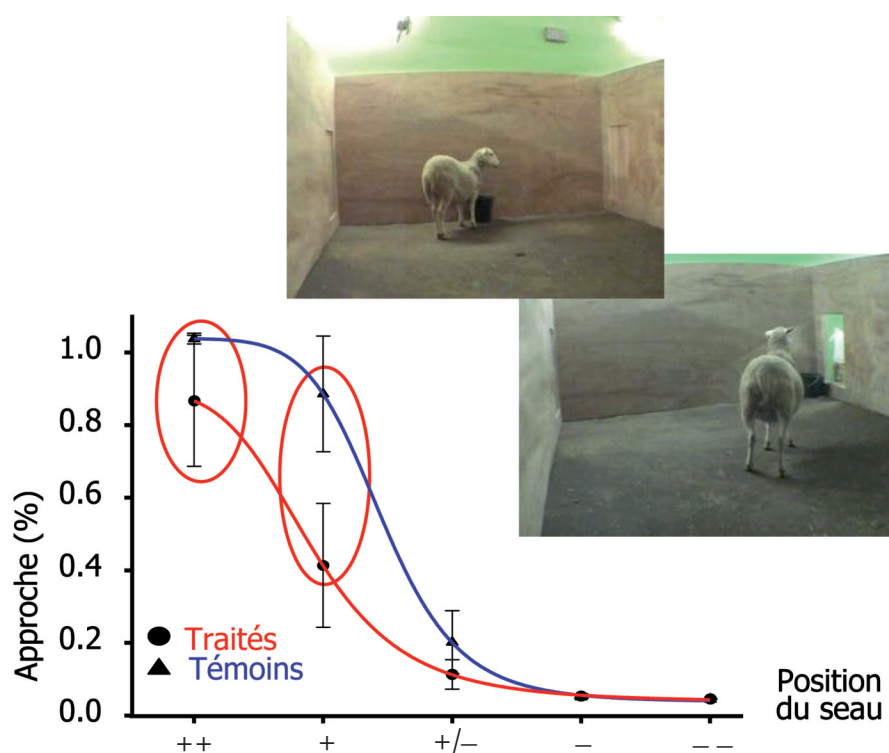 Approche (%)
1.0
0.8
0.6
0.4
0.2
0.0
Traités
Témoins
++
+
+/−
−
− −
Position
du seau